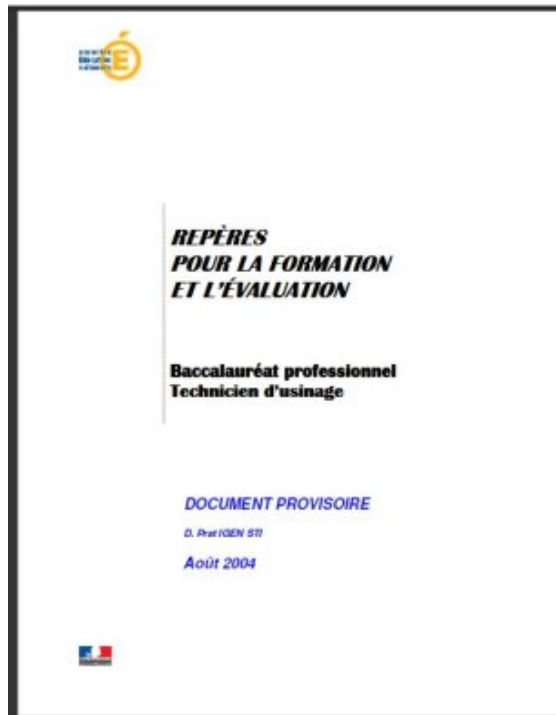 REPÈRES
POUR LA FORMATION
ET L'ÉVALUATION
Baccalauréat professionnel
Technicien d'usinage
DOCUMENT PROVISOIRE
D. Prat IGEN STI
Août 2004